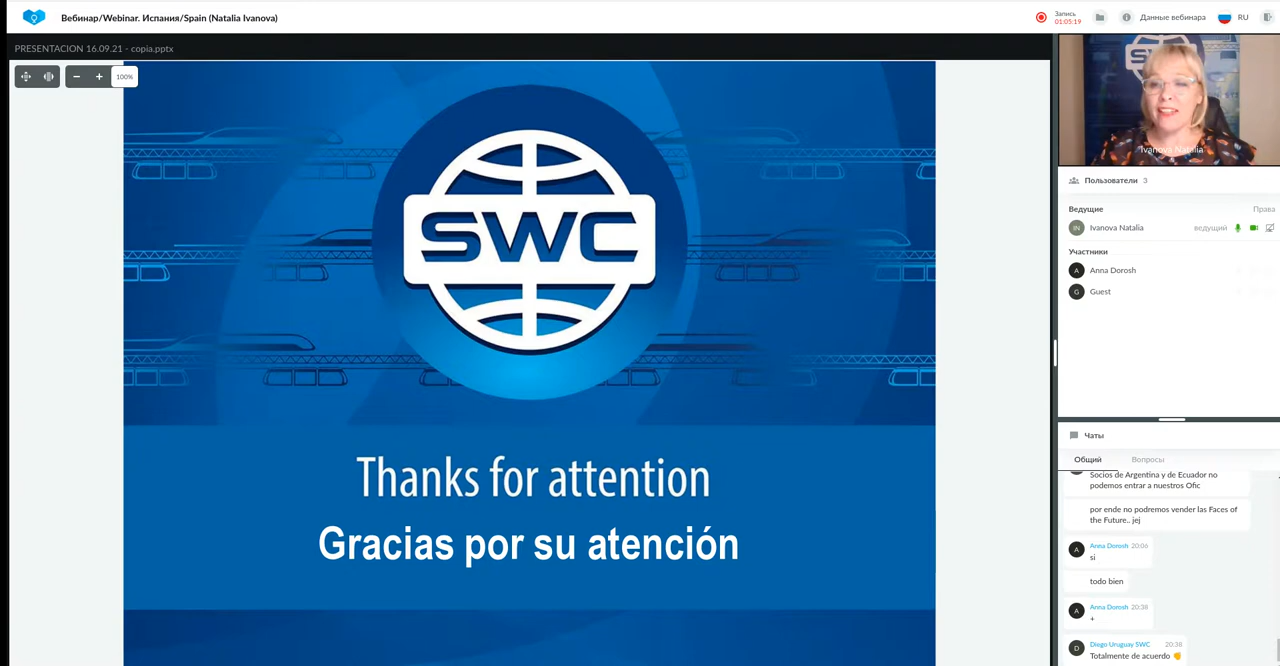 Вебинар/Webinar. Испания/Spain (Natalia Ivanova)
Запись
01:05:19
Данные вебинара
RU
PRESENTACION 16.09.21 - copia.pptx
100%
SWC
Thanks for attention
Gracias por su atención
SWC
Ivanova Natalia
Пользователи 3
Ведущие Права
IN Ivanova Natalia ведущий
Участники
A Anna Dorosh
G Guest
Чаты
Общий Вопросы
Socios de Argentina y de Ecuador no
podemos entrar a nuestros Ofic
por ende no podremos vender las Faces of
the Future.. jej
A Anna Dorosh 20:06
si
todo bien
A Anna Dorosh 20:38
+
D Diego Uruguay SWC 20:38
Totalmente de acuerdo